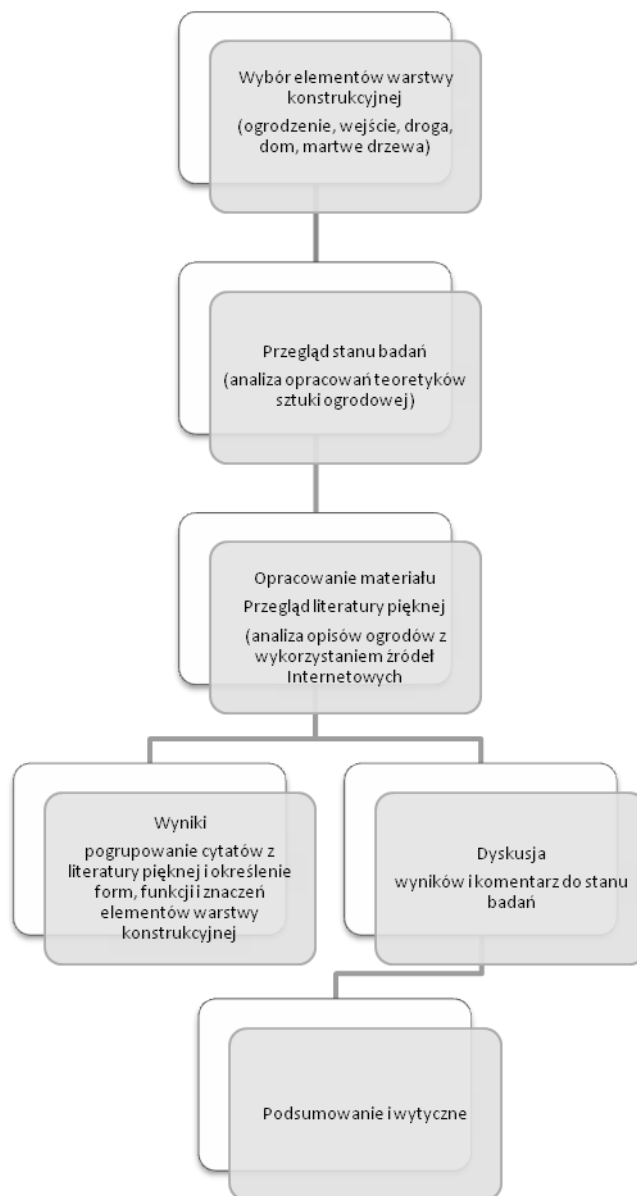 Wybór elementów warstwy
konstrukcyjnej
(ogrodzenie, wejście, droga,
dom, martwe drzewa)
Przegląd stanu badań
(analiza opracowań teoretyków
sztuki ogrodowej)
Opracowanie materiału
Przegląd literatury pięknej
(analiza opisów ogrodów z
wykorzystaniem źródeł
Internetowych
Wyniki
pogrupowanie cytatów z
literatury pięknej i określenie
form, funkcji i znaczeń
elementów warstwy
konstrukcyjnej
Dyskusja
wyników i komentarz do stanu
badań
Podsumowanie i wytyczne